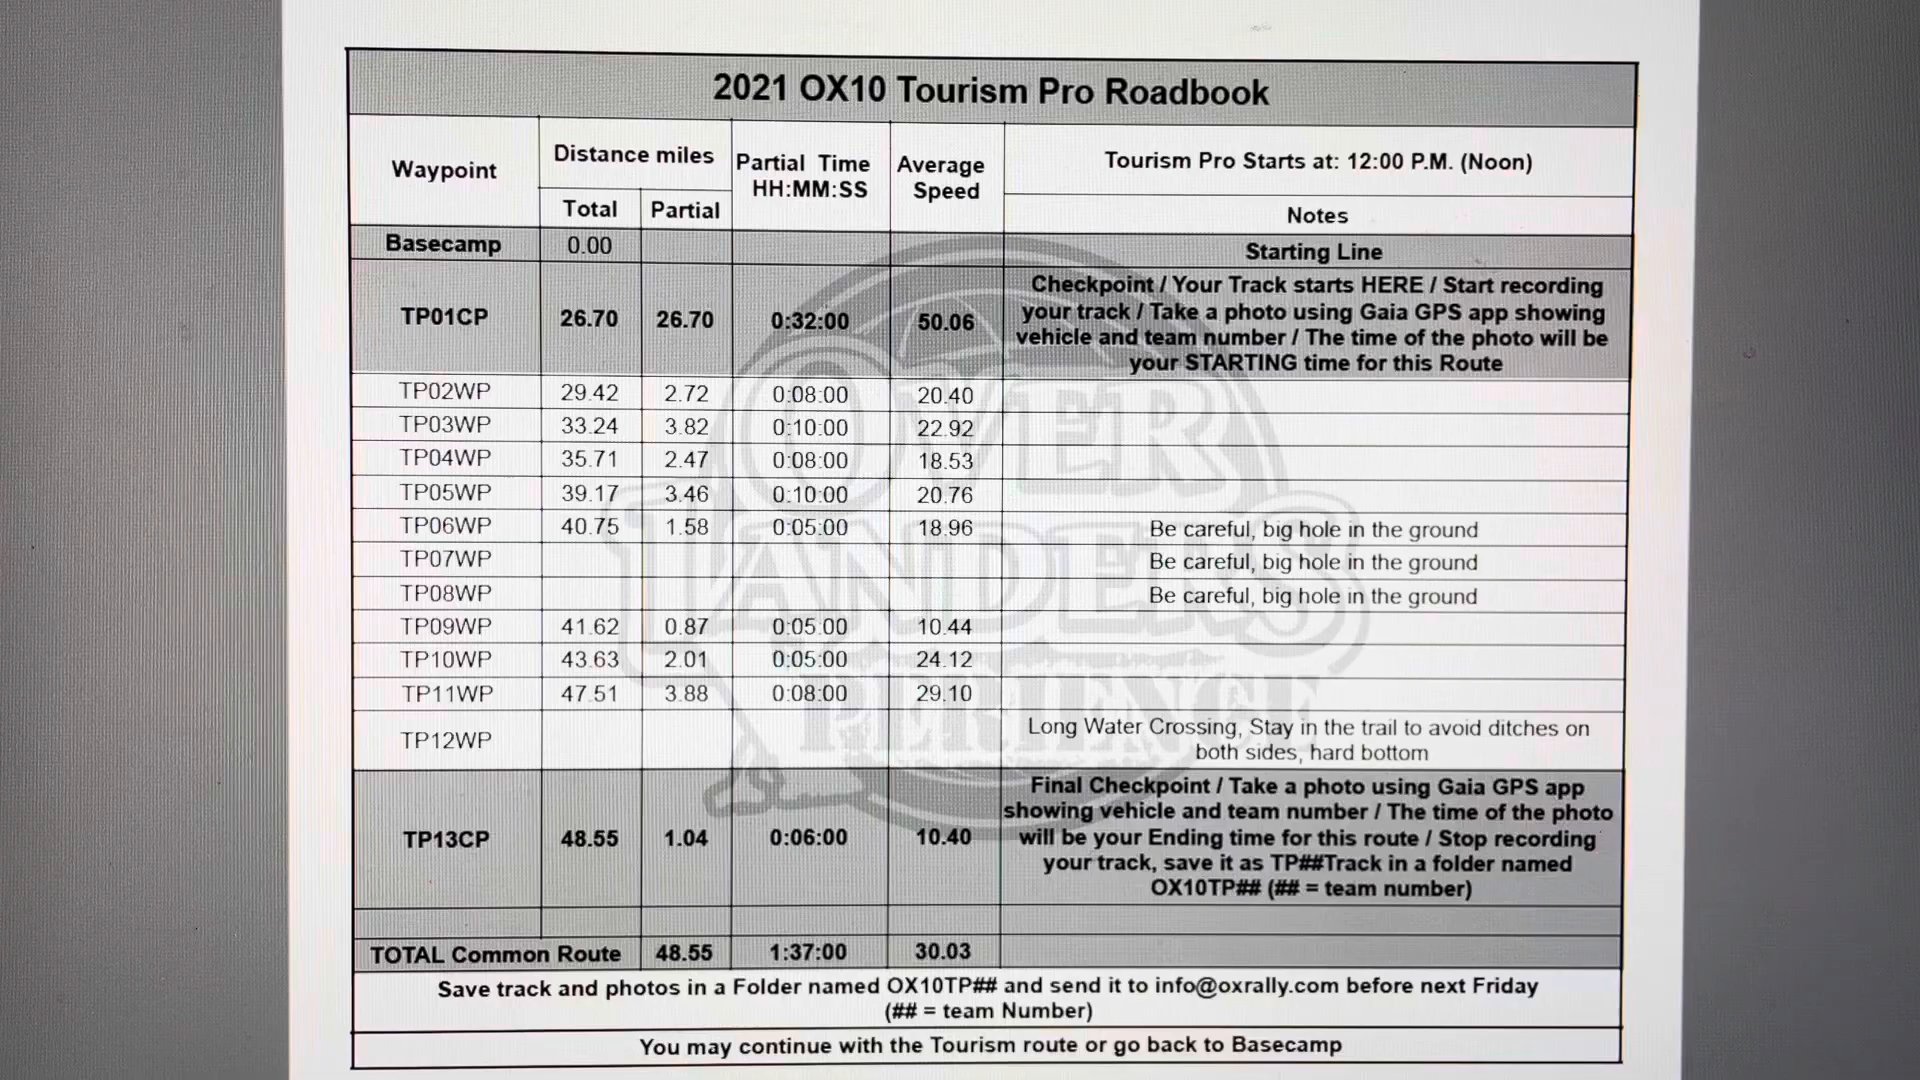 2021 OX10 Tourism Pro Roadbook
Waypoint
Distance miles
Total Partial
Partial Time
HH:MM:SS
Average
Speed
Tourism Pro Starts at: 12:00 P.M. (Noon)
Notes
Basecamp 0.00 Starting Line
TP01CP 26.70 26.70 0:32:00 50.06
Checkpoint / Your Track starts HERE / Start recording
your track / Take a photo using Gaia GPS app showing
vehicle and team number / The time of the photo will be
your STARTING time for this Route
TP02WP 29.42 2.72 0:08:00 20.40
TP03WP 33.24 3.82 0:10:00 22.92
TP04WP 35.71 2.47 0:08:00 18.53
TP05WP 39.17 3.46 0:10:00 20.76
TP06WP 40.75 1.58 0:05:00 18.96 Be careful, big hole in the ground
TP07WP Be careful, big hole in the ground
TP08WP Be careful, big hole in the ground
TP09WP 41.62 0.87 0:05:00 10.44
TP10WP 43.63 2.01 0:05:00 24.12
TP11WP 47.51 3.88 0:08:00 29.10
TP12WP
Long Water Crossing, Stay in the trail to avoid ditches on
both sides, hard bottom
TP13CP 48.55 1.04 0:06:00 10.40
Final Checkpoint / Take a photo using Gaia GPS app
showing vehicle and team number / The time of the photo
will be your Ending time for this route / Stop recording
your track, save it as TP##Track in a folder named
OX10TP## (## = team number)
TOTAL Common Route 48.55 1:37:00 30.03
Save track and photos in a Folder named OX10TP## and send it to info@oxrally.com before next Friday
(## = team Number)
You may continue with the Tourism route or go back to Basecamp
OVER
LANDERS
XPERIENCE